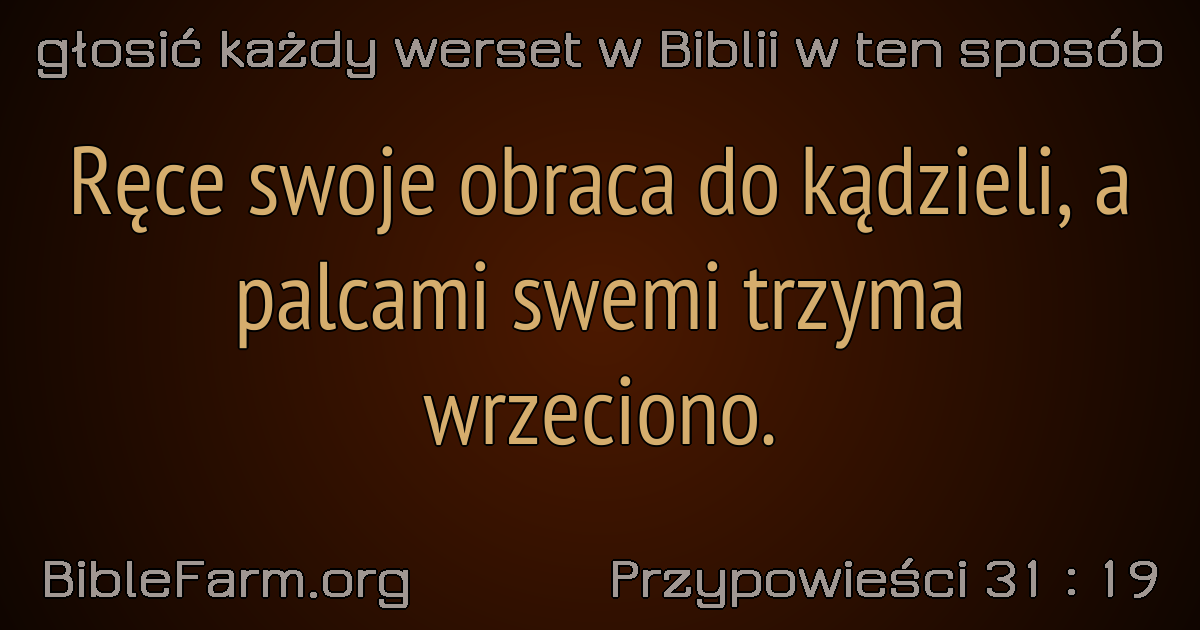 głosić każdy werset w Biblii w ten sposób
Ręce swoje obraca do kądzieli, a
palcami swemi trzyma
wrzeciono.
BibleFarm.org
Przypowieści 31 : 19